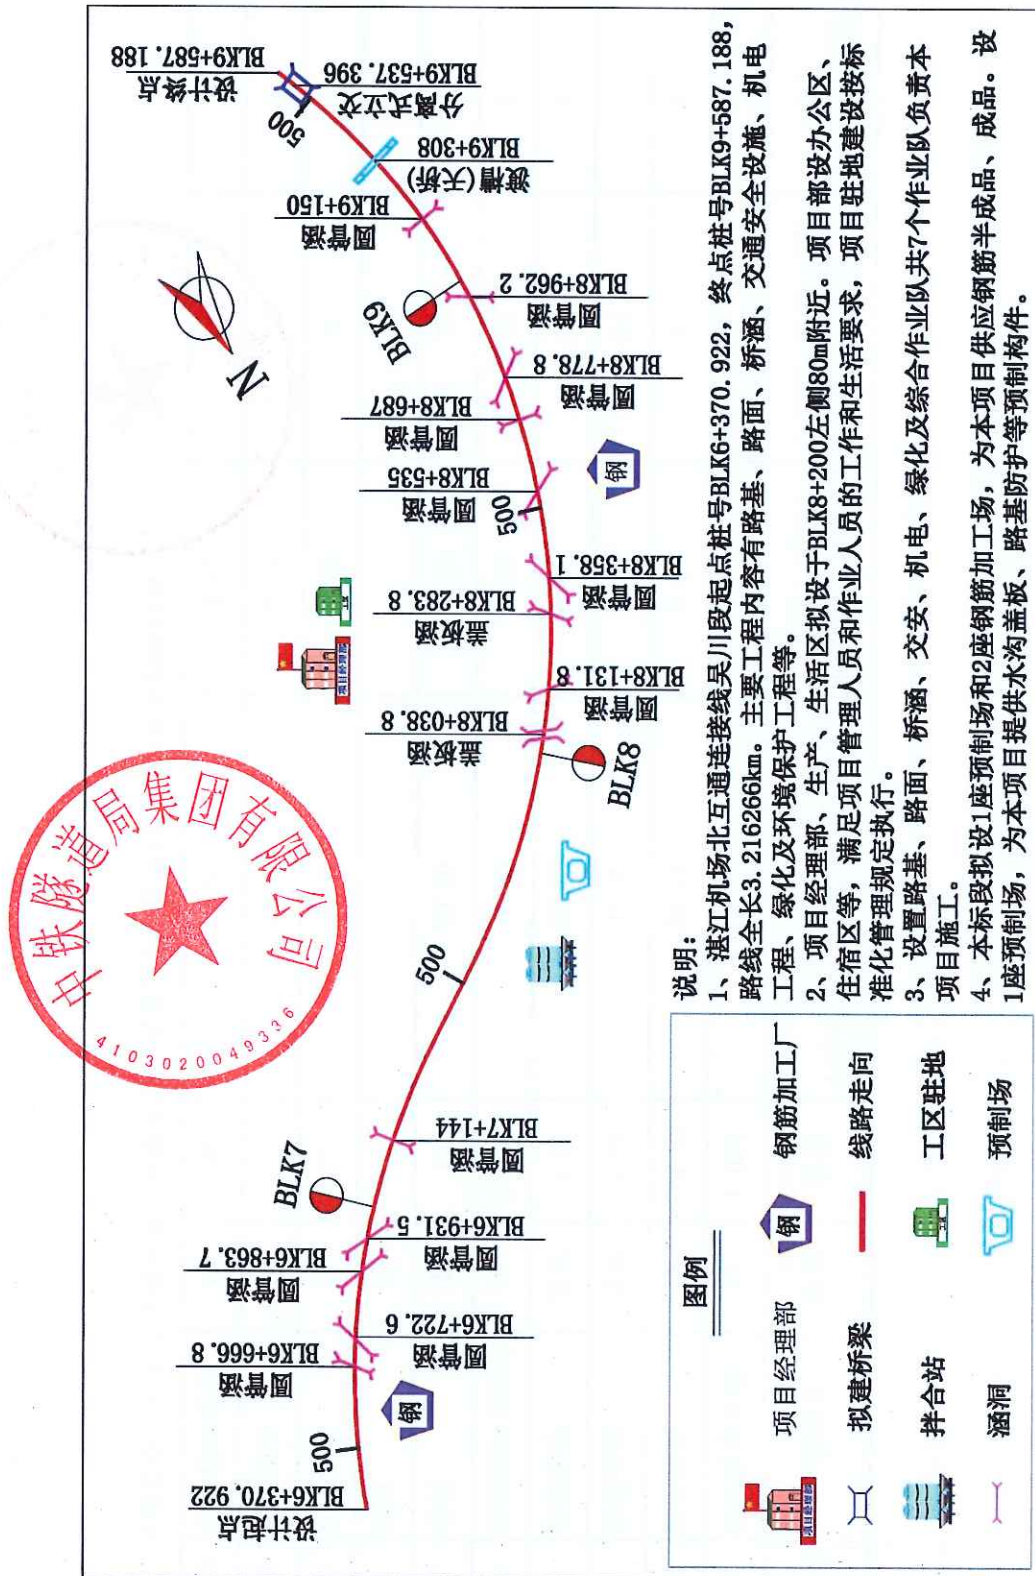 设计终点
BLK9+587.188
分离式立交
BLK9+537.396
500
渡槽(天桥)
BLK9+308
圆管涵
BLK9+150
圆管涵
BLK8+962.2
BLK9
圆管涵
BLK8+778.8
圆管涵
BLK8+687
钢
圆管涵
BLK8+535
500
圆管涵
BLK8+358.1
盖板涵
BLK8+283.8
工区
项目经理部
圆管涵
BLK8+131.8
盖板涵
BLK8+038.8
BLK8
500
圆管涵
BLK7+144
BLK7
圆管涵
BLK6+931.5
圆管涵
BLK6+863.7
圆管涵
BLK6+722.6
圆管涵
BLK6+666.8
钢
500
设计起点
BLK6+370.922
N
中铁隧道局集团有限公司
4103020049336
说明：
1、湛江机场北互通连接线吴川段起点桩号BLK6+370.922，终点桩号BLK9+587.188，
路线全长3.216266km。主要工程内容有路基、路面、桥涵、交通安全设施、机电
工程、绿化及环境保护工程等。
2、项目经理部、生产、生活区拟设于BLK8+200左侧80m附近。项目部设办公区、
住宿区等，满足项目管理人员和作业人员的工作和生活要求，项目驻地建设按标
准化管理规定执行。
3、设置路基、路面、桥涵、交安、机电、绿化及综合作业队共7个作业队负责本
项目施工。
4、本标段拟设1座预制场和2座钢筋加工场，为本项目供应钢筋半成品、成品。设
1座预制场，为本项目提供水沟盖板、路基防护等预制构件。
图例
项目经理部
项目经理部
钢
钢筋加工厂
拟建桥梁
线路走向
拌合站
工区
工区驻地
涵洞
预制场